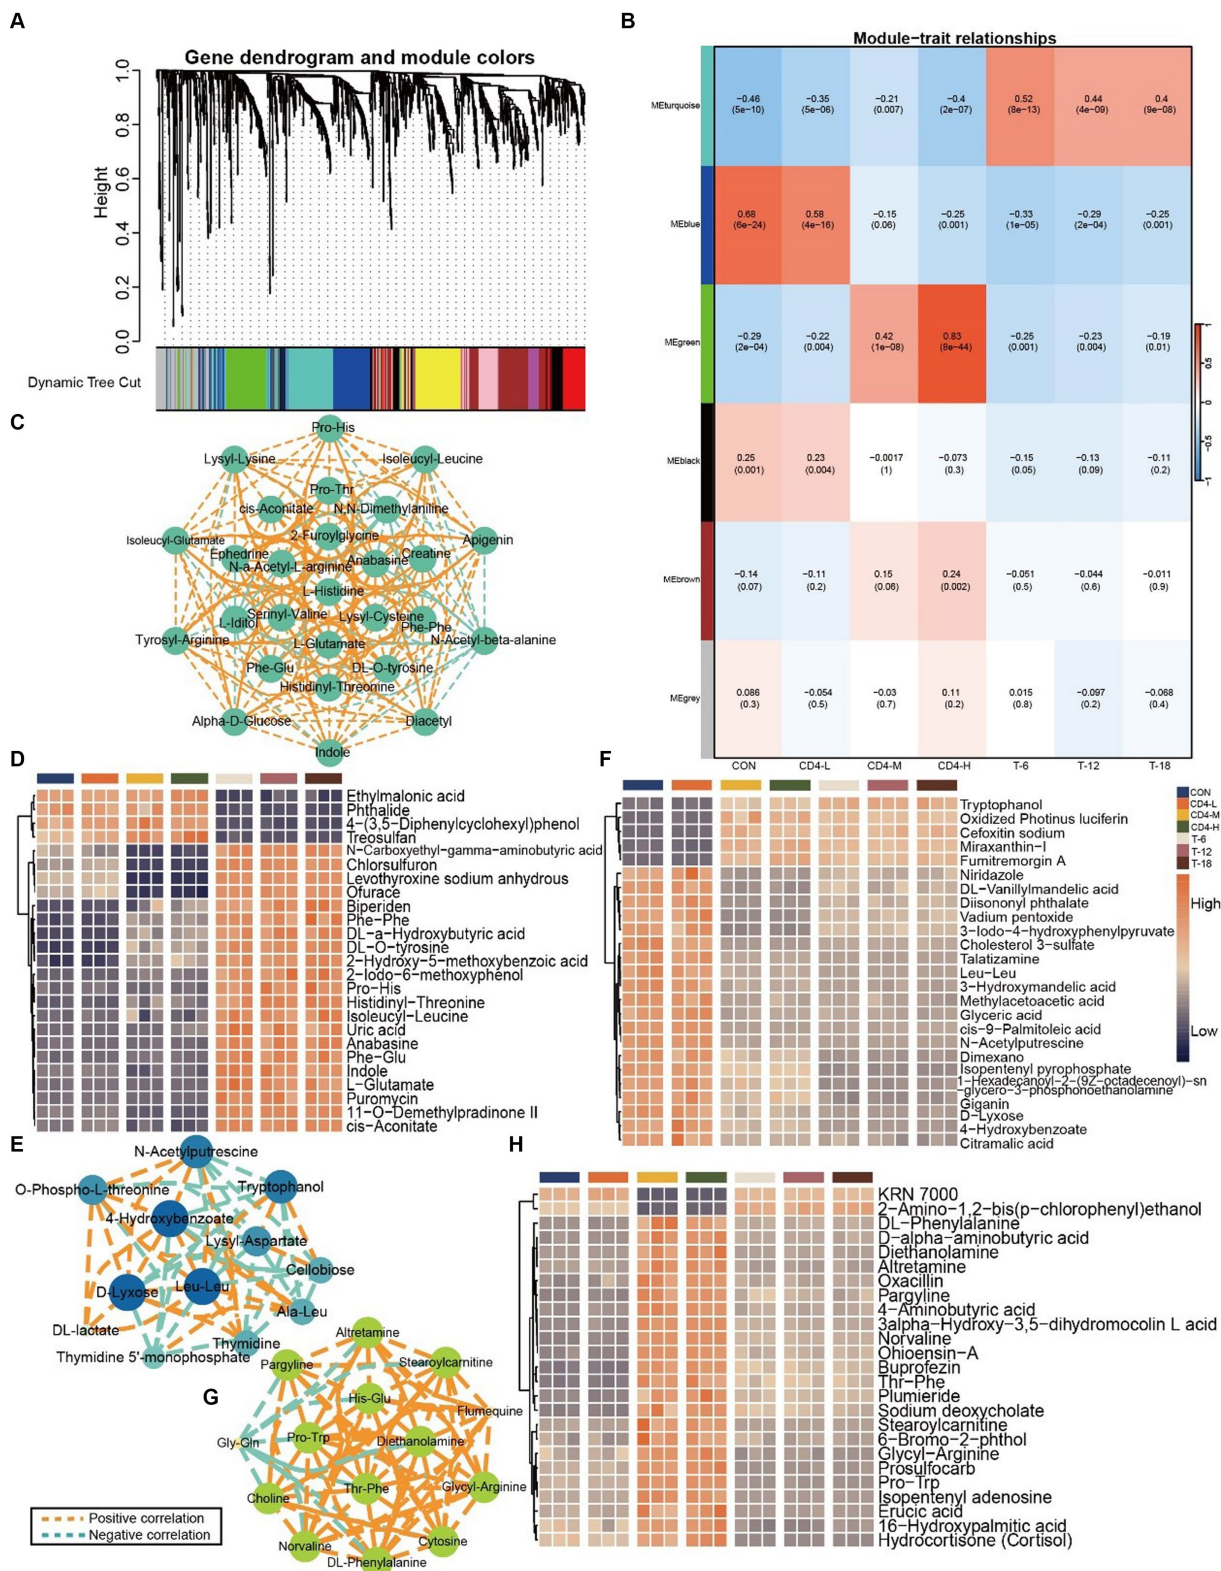 A
Gene dendrogram and module colors
Height
1.0
0.8
0.6
0.4
0.2
0.0
Dynamic Tree Cut
B
Module−trait relationships
MEturquoise
−0.46 −0.35 −0.21 −0.4 0.52 0.44 0.4
(5e−10) (5e−06) (0.007) (2e−07) (8e−13) (4e−09) (9e−08)
MEblue
0.68 0.58 −0.15 −0.25 −0.33 −0.29 −0.25
(6e−24) (4e−16) (0.06) (0.001) (1e−05) (2e−04) (0.001)
MEgreen
−0.29 −0.22 0.42 0.83 −0.25 −0.23 −0.19
(2e−04) (0.004) (1e−08) (8e−44) (0.001) (0.004) (0.01)
MEblack
0.25 0.23 −0.0017 −0.073 −0.15 −0.13 −0.11
(0.001) (0.004) (1) (0.3) (0.05) (0.09) (0.2)
MEbrown
−0.14 −0.11 0.15 0.24 −0.051 −0.044 −0.011
(0.07) (0.2) (0.06) (0.002) (0.5) (0.6) (0.9)
MEgrey
0.086 −0.054 −0.03 0.11 0.015 −0.097 −0.068
(0.3) (0.5) (0.7) (0.2) (0.8) (0.2) (0.4)
CON CD4-L CD4-M CD4-H T-6 T-12 T-18
1
0.5
0
−0.5
−1
C
Pro-His
Lysyl-Lysine
Isoleucyl-Leucine
Pro-Thr
cis-Aconitate
N,N-Dimethylaniline
2-Furoylglycine
Isoleucyl-Glutamate
Apigenin
Ephedrine
N-a-Acetyl-L-arginine
Anabasine
Creatine
L-Histidine
L-Iditol
Serinyl-Valine
Lysyl-Cysteine
Phe-Phe
Tyrosyl-Arginine
L-Glutamate
N-Acetyl-beta-alanine
Phe-Glu
DL-O-tyrosine
Histidinyl-Threonine
Alpha-D-Glucose
Diacetyl
Indole
D
Ethylmalonic acid
Phthalide
4−(3,5−Diphenylcyclohexyl)phenol
Treosulfan
N−Carboxyethyl−gamma−aminobutyric acid
Chlorsulfuron
Levothyroxine sodium anhydrous
Ofurace
Biperiden
Phe−Phe
DL−a−Hydroxybutyric acid
DL−O−tyrosine
2−Hydroxy−5−methoxybenzoic acid
2−Iodo−6−methoxyphenol
Pro−His
Histidinyl−Threonine
Isoleucyl−Leucine
Uric acid
Anabasine
Phe−Glu
Indole
L−Glutamate
Puromycin
11−O−Demethylpradinone II
cis−Aconitate
F
Tryptophanol
Oxidized Photinus luciferin
Cefoxitin sodium
Miraxanthin−I
Fumitremorgin A
Niridazole
DL−Vanillylmandelic acid
Diisononyl phthalate
Vadium pentoxide
3−Iodo−4−hydroxyphenylpyruvate
Cholesterol 3−sulfate
Talatizamine
Leu−Leu
3−Hydroxymandelic acid
Methylacetoacetic acid
Glyceric acid
cis−9−Palmitoleic acid
N−Acetylputrescine
Dimexano
Isopentenyl pyrophosphate
1−Hexadecanoyl−2−(9Z−octadecenoyl)−sn
−glycero−3−phosphonoethanolamine
Giganin
D−Lyxose
4−Hydroxybenzoate
Citramalic acid
CON
CD4-L
CD4-M
CD4-H
T-6
T-12
T-18
High
Low
E
N-Acetylputrescine
O-Phospho-L-threonine
Tryptophanol
4-Hydroxybenzoate
Lysyl-Aspartate
Cellobiose
D-Lyxose
Leu-Leu
Ala-Leu
DL-lactate
Thymidine
Thymidine 5'-monophosphate
G
Altretamine
Pargyline
Stearoylcarnitine
His-Glu
Flumequine
Gly-Gln
Pro-Trp
Diethanolamine
Thr-Phe
Glycyl-Arginine
Choline
Norvaline
Cytosine
DL-Phenylalanine
Positive correlation
Negative correlation
H
KRN 7000
2−Amino−1,2−bis(p−chlorophenyl)ethanol
DL−Phenylalanine
D−alpha−aminobutyric acid
Diethanolamine
Altretamine
Oxacillin
Pargyline
4−Aminobutyric acid
3alpha−Hydroxy−3,5−dihydromocolin L acid
Norvaline
Ohioensin−A
Buprofezin
Thr−Phe
Plumieride
Sodium deoxycholate
Stearoylcarnitine
6−Bromo−2−phthol
Glycyl−Arginine
Prosulfocarb
Pro−Trp
Isopentenyl adenosine
Erucic acid
16−Hydroxypalmitic acid
Hydrocortisone (Cortisol)